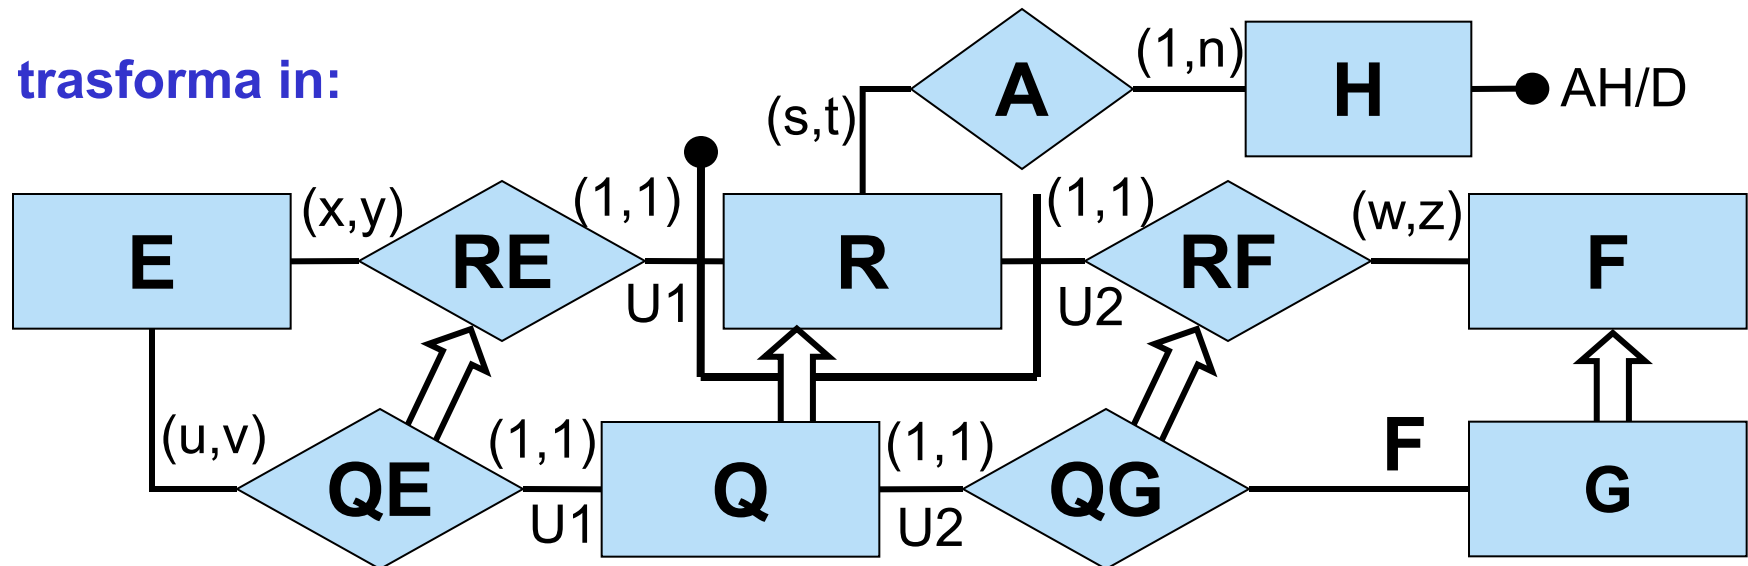 trasforma in:
A
(1,n)
H
AH/D
(s,t)
E
(x,y)
RE
(1,1)
U1
R
(1,1)
U2
RF
(w,z)
F
(u,v)
QE
(1,1)
U1
Q
(1,1)
U2
QG
F
G